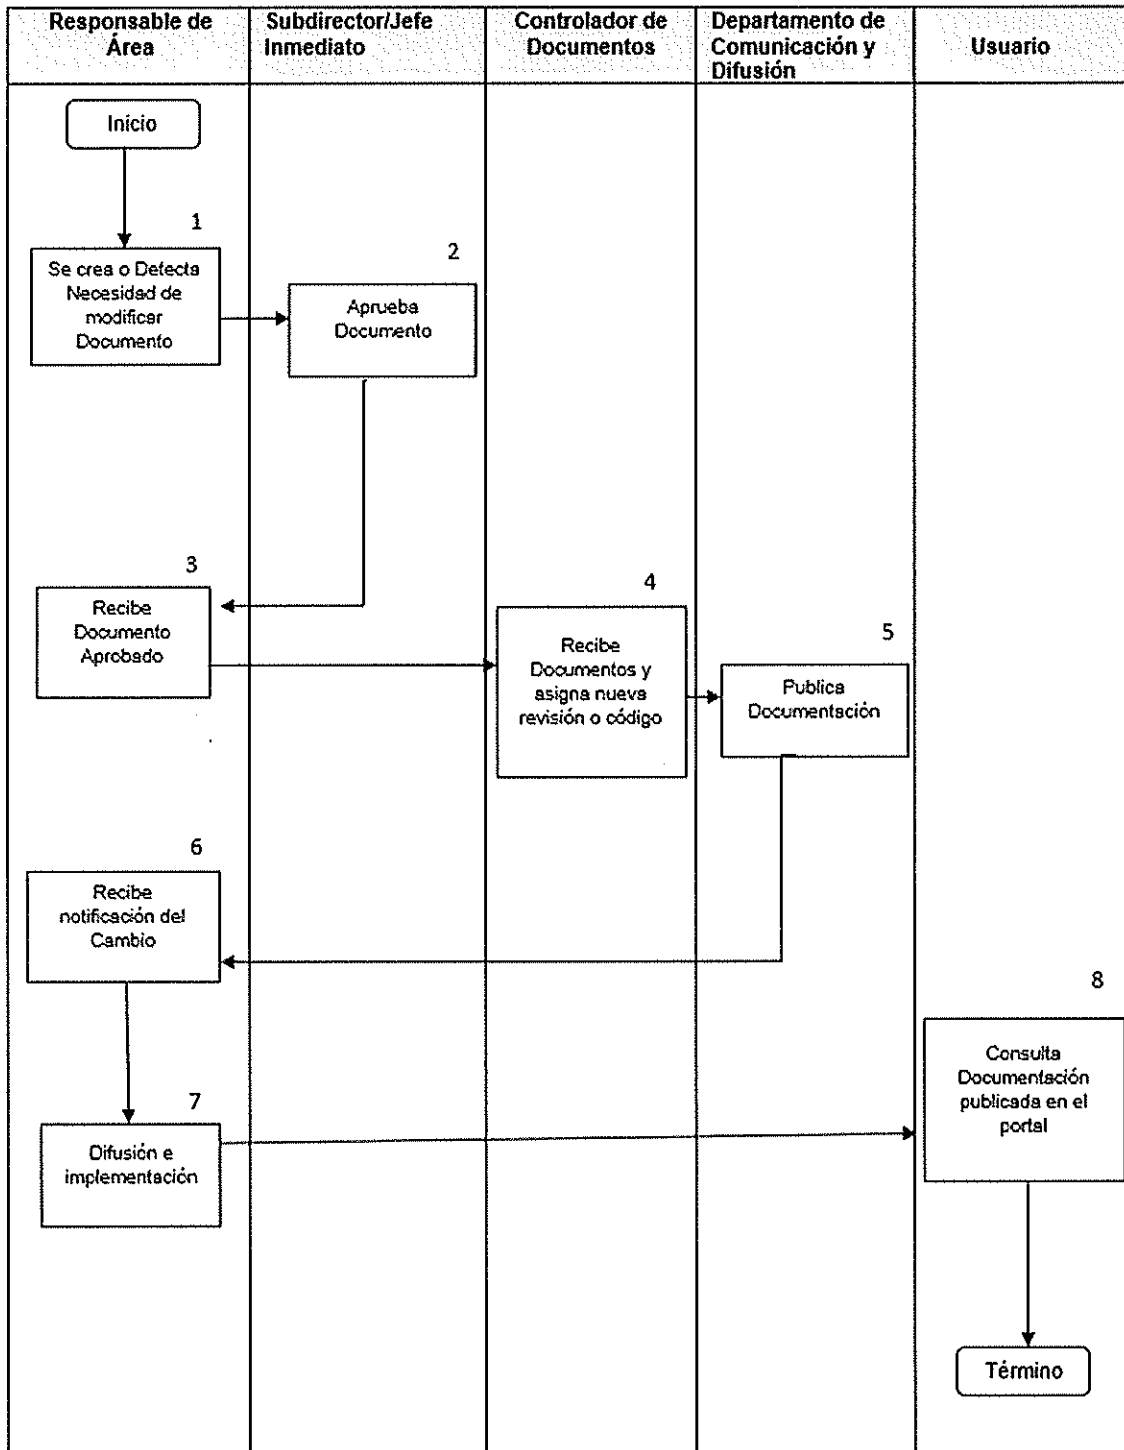 Responsable de
Área
Subdirector/Jefe
Inmediato
Controlador de
Documentos
Departamento de
Comunicación y
Difusión
Usuario
Inicio
1
Se crea o Detecta
Necesidad de
modificar
Documento
2
Aprueba
Documento
3
Recibe
Documento
Aprobado
4
Recibe
Documentos y
asigna nueva
revisión o código
5
Publica
Documentación
6
Recibe
notificación del
Cambio
7
Difusión e
implementación
8
Consulta
Documentación
publicada en el
portal
Término